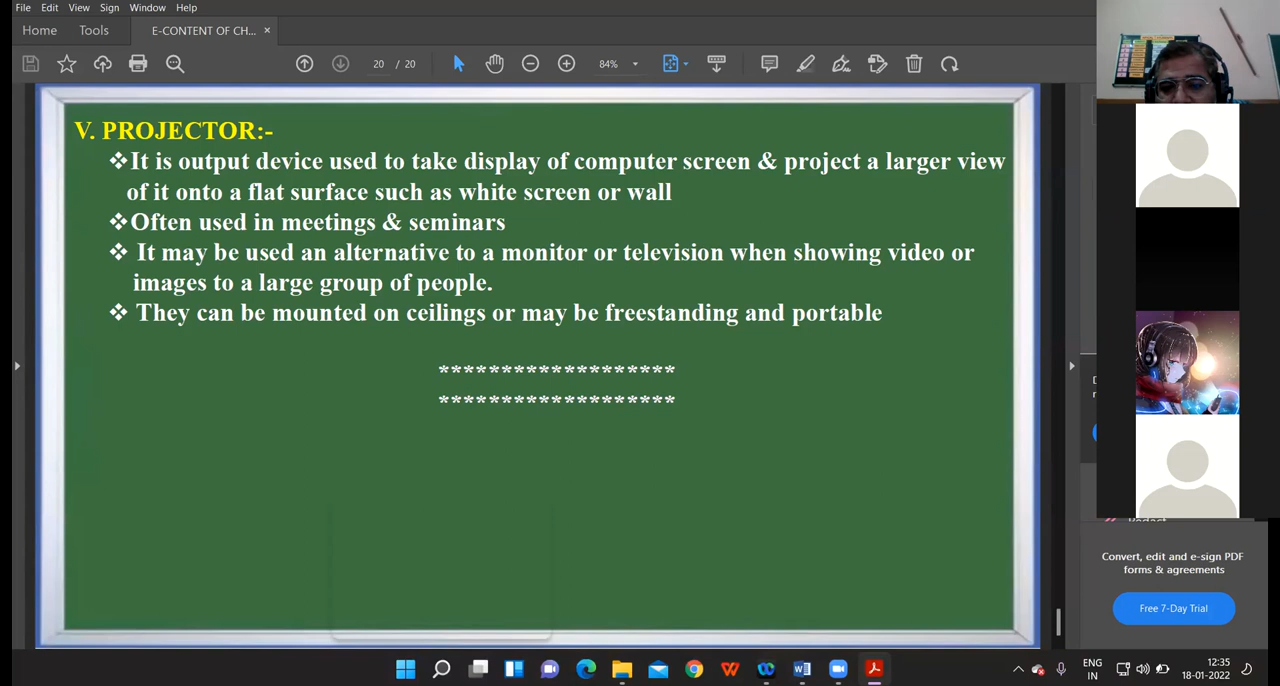 File Edit View Sign Window Help
Home Tools E-CONTENT OF CH... ×
20 / 20 84%
V. PROJECTOR:-
❖It is output device used to take display of computer screen & project a larger view
of it onto a flat surface such as white screen or wall
❖Often used in meetings & seminars
❖ It may be used an alternative to a monitor or television when showing video or
images to a large group of people.
❖ They can be mounted on ceilings or may be freestanding and portable
*******************
*******************
Convert, edit and e-sign PDF
forms & agreements
Free 7-Day Trial
ENG
IN
12:35
18-01-2022